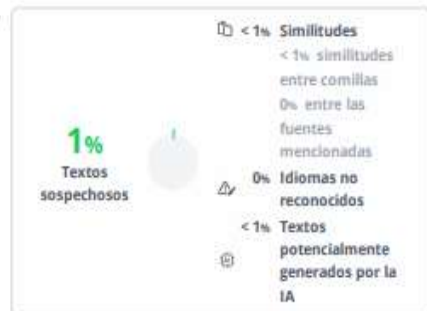 1%
Textos
sospechosos
< 1% Similitudes
< 1% similitudes
entre comillas
0% entre las
fuentes
mencionadas
0% Idiomas no
reconocidos
< 1% Textos
potencialmente
generados por la
IA